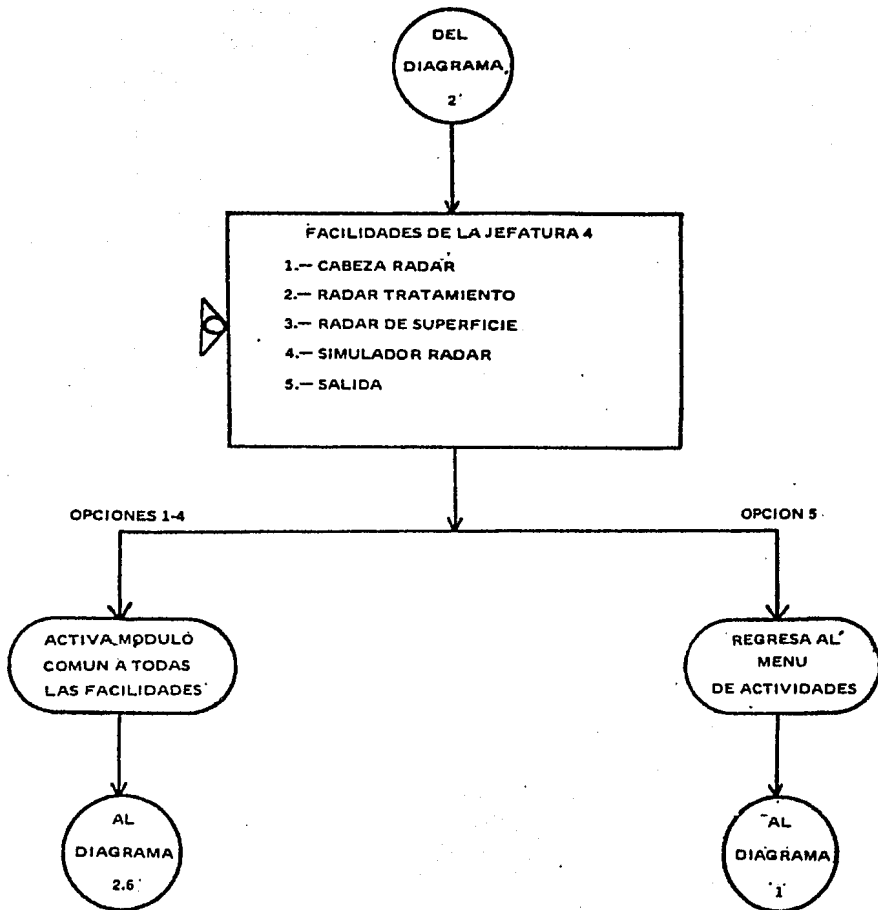 DEL
DIAGRAMA
2
FACILIDADES DE LA JEFATURA 4
1.— CABEZA RADAR
2.— RADAR TRATAMIENTO
3.— RADAR DE SUPERFICIE
4.— SIMULADOR RADAR
5.— SALIDA
OPCIONES 1-4
OPCION 5
ACTIVA MODULO
COMUN A TODAS
LAS FACILIDADES
REGRESA AL
MENU
DE ACTIVIDADES
AL
DIAGRAMA
2.6
AL
DIAGRAMA
1